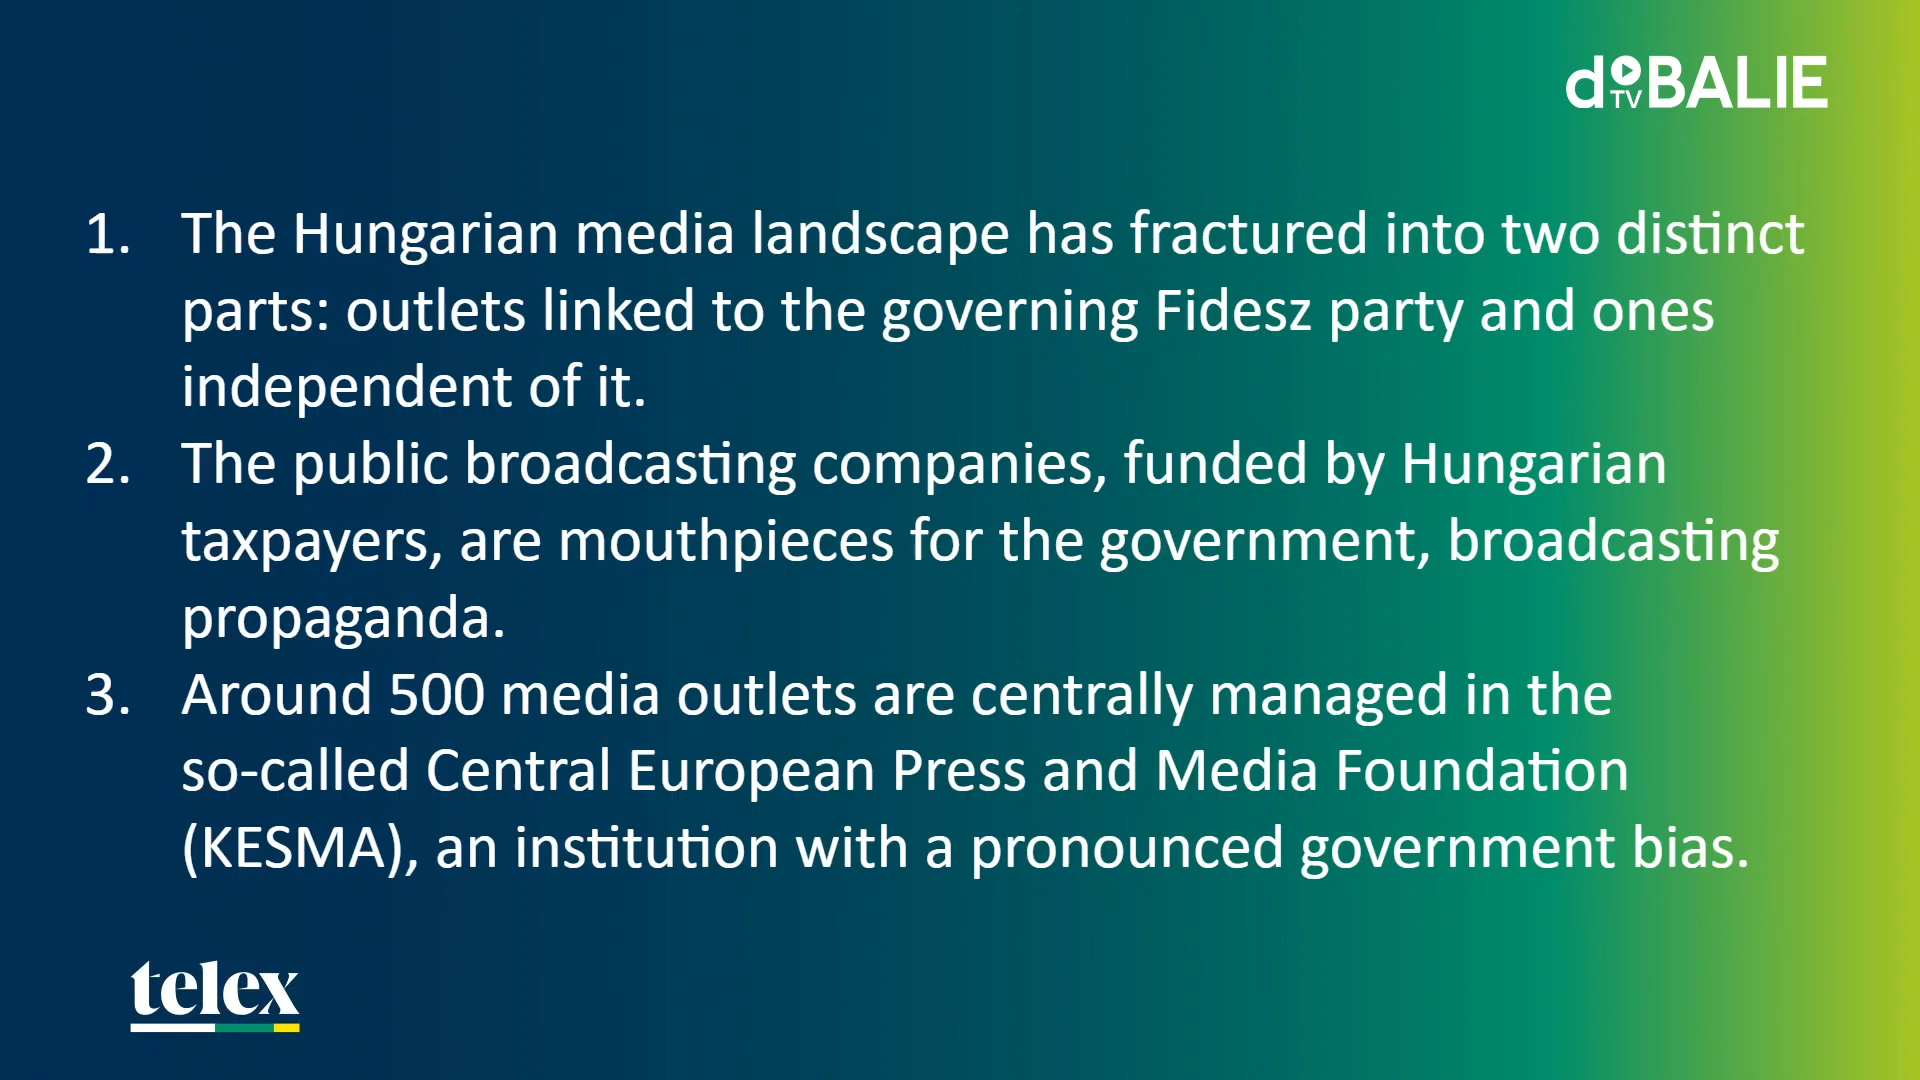 deBALIE
TV
1. The Hungarian media landscape has fractured into two distinct
parts: outlets linked to the governing Fidesz party and ones
independent of it.
2. The public broadcasting companies, funded by Hungarian
taxpayers, are mouthpieces for the government, broadcasting
propaganda.
3. Around 500 media outlets are centrally managed in the
so-called Central European Press and Media Foundation
(KESMA), an institution with a pronounced government bias.
telex